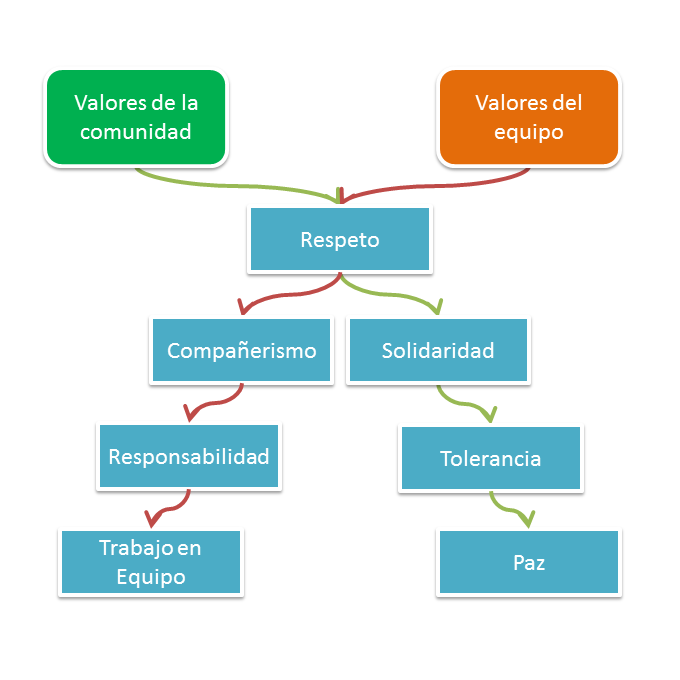 Valores de la
comunidad
Valores del
equipo
Respeto
Compañerismo
Solidaridad
Responsabilidad
Tolerancia
Trabajo en
Equipo
Paz